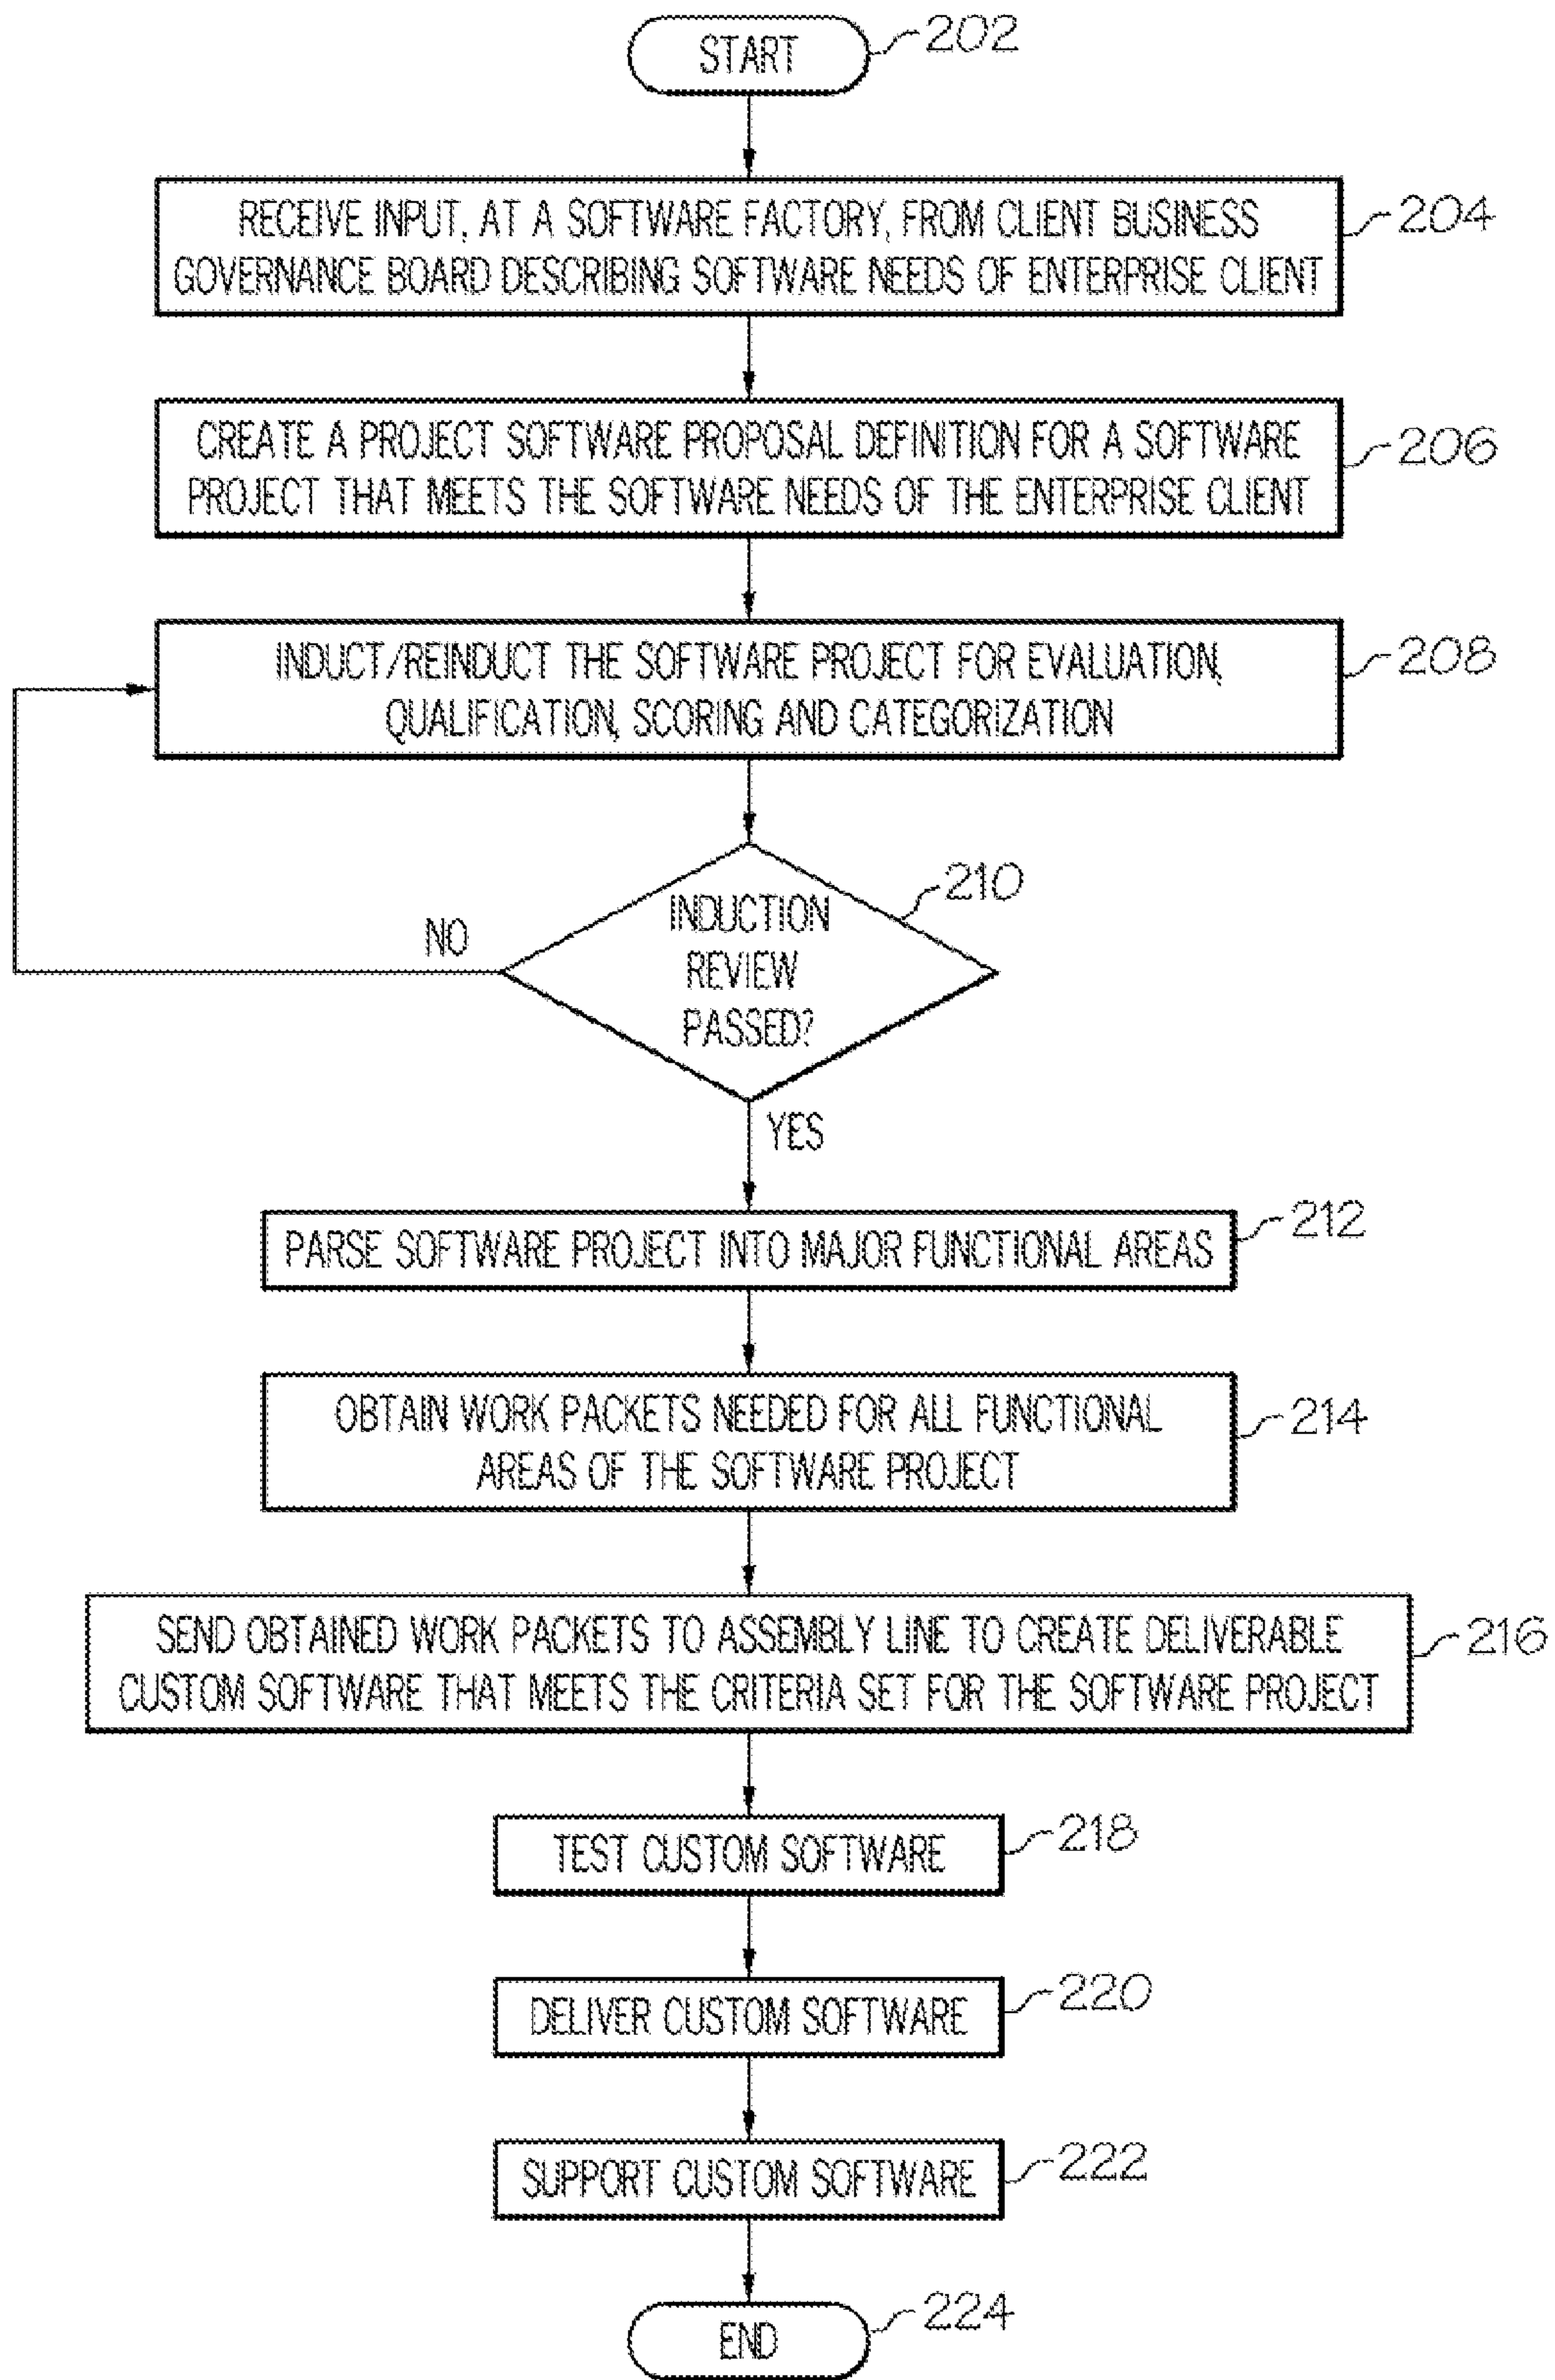 START
202
RECEIVE INPUT, AT A SOFTWARE FACTORY, FROM CLIENT BUSINESS
GOVERNANCE BOARD DESCRIBING SOFTWARE NEEDS OF ENTERPRISE CLIENT
204
CREATE A PROJECT SOFTWARE PROPOSAL DEFINITION FOR A SOFTWARE
PROJECT THAT MEETS THE SOFTWARE NEEDS OF THE ENTERPRISE CLIENT
206
INDUCT/REINDUCT THE SOFTWARE PROJECT FOR EVALUATION,
QUALIFICATION, SCORING AND CATEGORIZATION
208
INDUCTION
REVIEW
PASSED?
210
NO
YES
PARSE SOFTWARE PROJECT INTO MAJOR FUNCTIONAL AREAS
212
OBTAIN WORK PACKETS NEEDED FOR ALL FUNCTIONAL
AREAS OF THE SOFTWARE PROJECT
214
SEND OBTAINED WORK PACKETS TO ASSEMBLY LINE TO CREATE DELIVERABLE
CUSTOM SOFTWARE THAT MEETS THE CRITERIA SET FOR THE SOFTWARE PROJECT
216
TEST CUSTOM SOFTWARE
218
DELIVER CUSTOM SOFTWARE
220
SUPPORT CUSTOM SOFTWARE
222
END
224